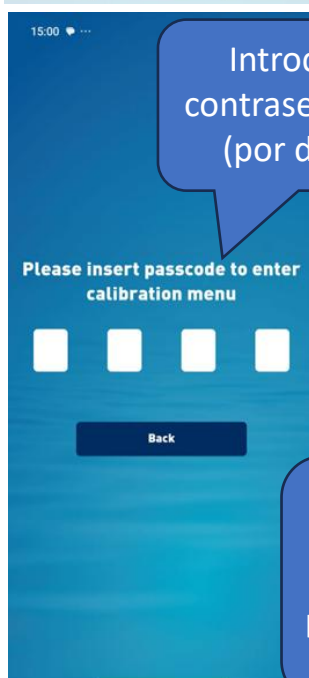 15:00
Introd
contrase
(por d
Please insert passcode to enter
calibration menu
Back